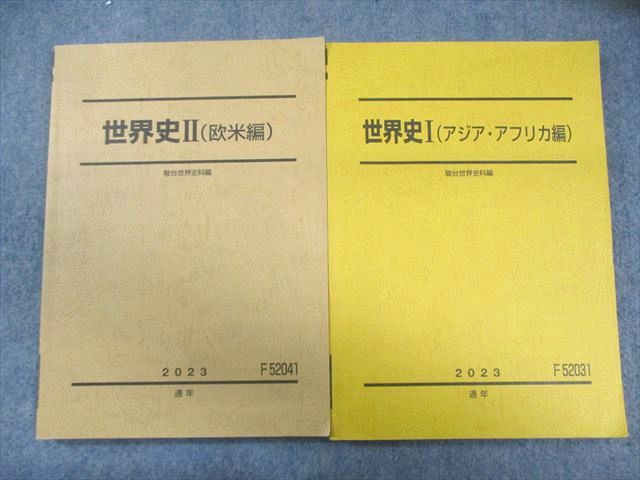 世界史Ⅱ(欧米編)
駿台世界史科編
2023 F52041
通年
世界史Ⅰ(アジア・アフリカ編)
駿台世界史科編
2023 F52031
通年